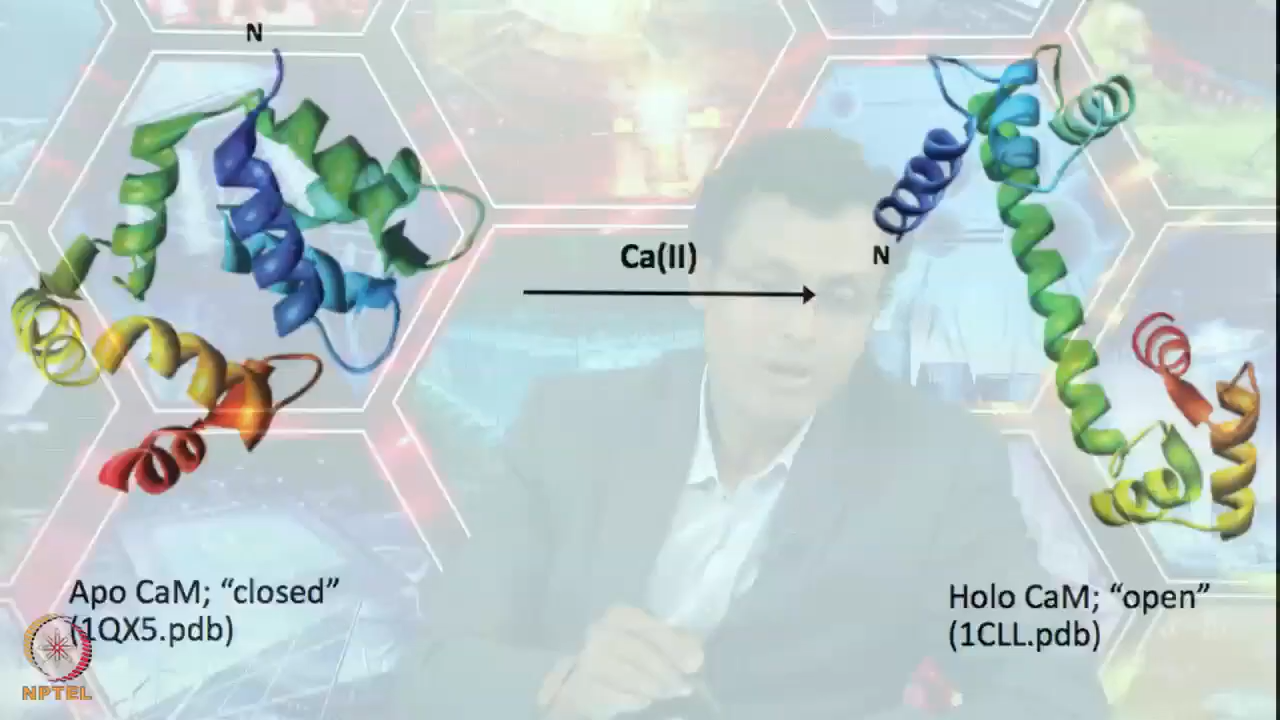 N
Ca(II)
N
Apo CaM; “closed”
(1QX5.pdb)
Holo CaM; “open”
(1CLL.pdb)
NPTEL